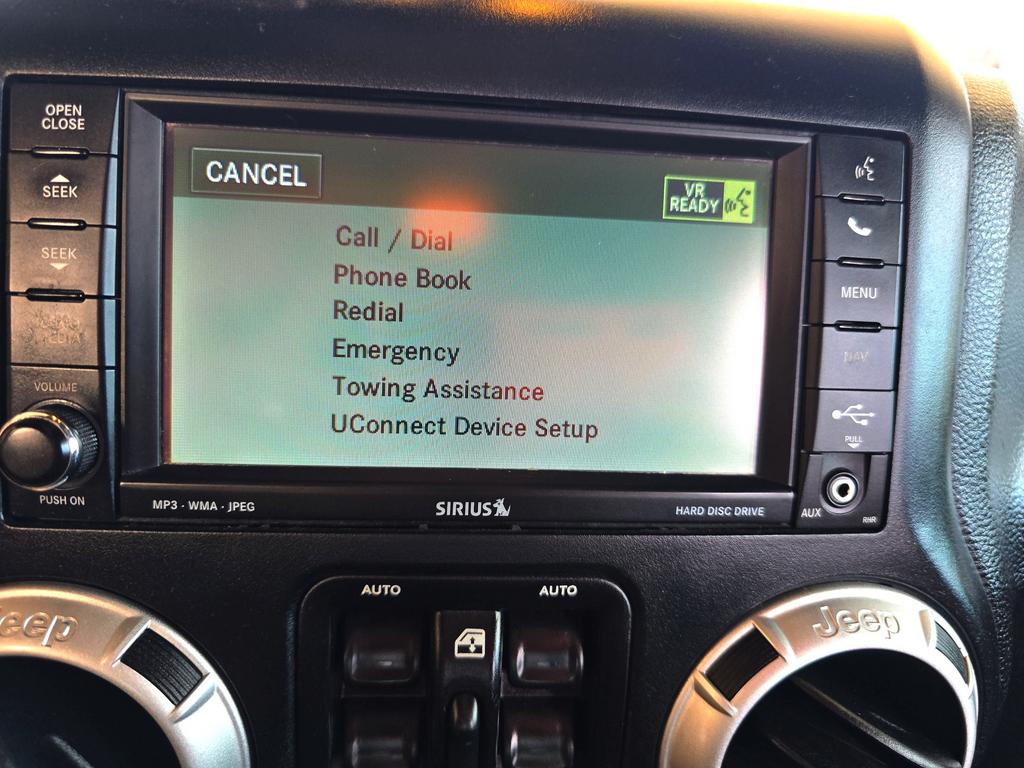 OPEN
CLOSE
SEEK
SEEK
VOLUME
PUSH ON
CANCEL
VR
READY
Call / Dial
Phone Book
Redial
Emergency
Towing Assistance
UConnect Device Setup
MENU
NAV
PULL
AUX
RHR
MP3 · WMA · JPEG
SIRIUS
HARD DISC DRIVE
AUTO
AUTO
Jeep
Jeep